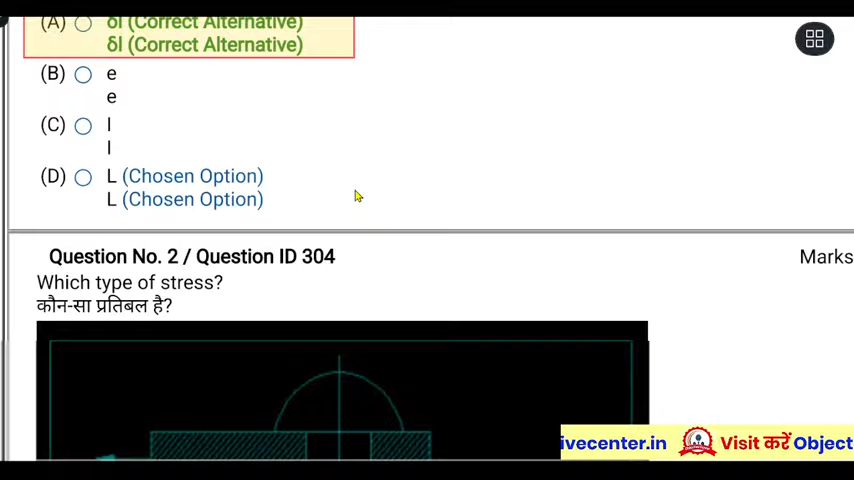 (A) δl (Correct Alternative)
δl (Correct Alternative)
(B) e
e
(C) l
l
(D) L (Chosen Option)
L (Chosen Option)
Question No. 2 / Question ID 304 Marks
Which type of stress?
कौन-सा प्रतिबल है?
ivecenter.in Visit करें Object